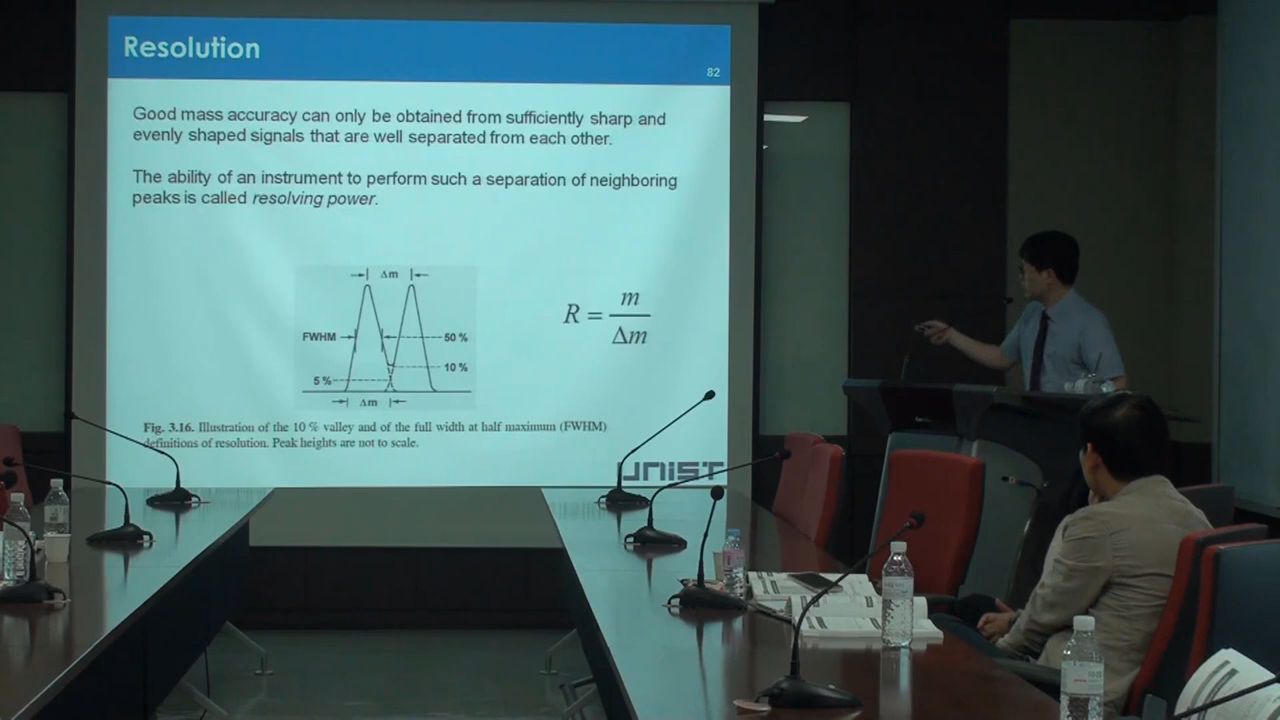 Resolution
82
Good mass accuracy can only be obtained from sufficiently sharp and
evenly shaped signals that are well separated from each other.
The ability of an instrument to perform such a separation of neighboring
peaks is called resolving power.
Δm
FWHM
50 %
10 %
5 %
Δm
R = m / Δm
Fig. 3.16. Illustration of the 10 % valley and of the full width at half maximum (FWHM)
definitions of resolution. Peak heights are not to scale.
UNIST